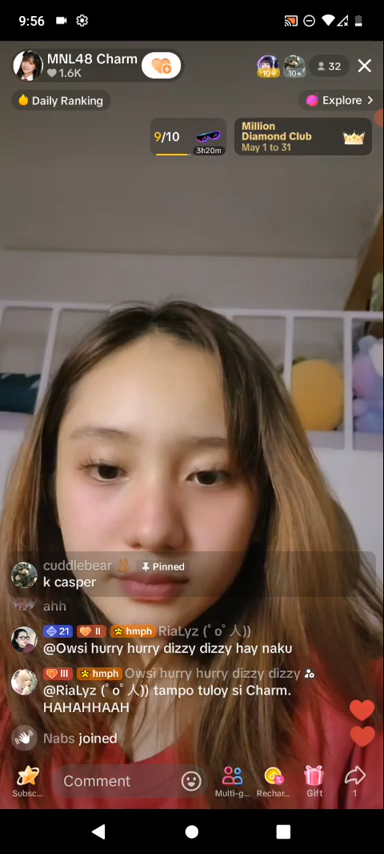 9:56
MNL48 Charm
1.6K
32
Daily Ranking
Explore
9/10
3h20m
Million
Diamond Club
May 1 to 31
cuddlebear
Pinned
k casper
ahh
21 II hmph RiaLyz (ﾟoﾟ人))
@Owsi hurry hurry dizzy dizzy hay naku
III hmph Owsi hurry hurry dizzy dizzy
@RiaLyz (ﾟoﾟ人)) tampo tuloy si Charm.
HAHAHHAAH
Nabs joined
Comment
Subsc...
Multi-g...
Rechar...
Gift
1